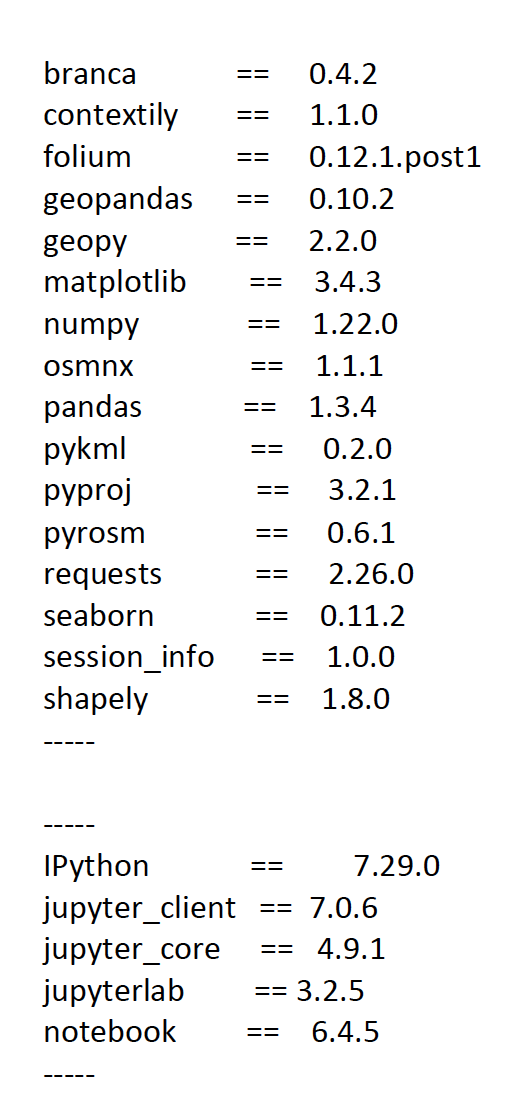 branca == 0.4.2
contextily == 1.1.0
folium == 0.12.1.post1
geopandas == 0.10.2
geopy == 2.2.0
matplotlib == 3.4.3
numpy == 1.22.0
osmnx == 1.1.1
pandas == 1.3.4
pykml == 0.2.0
pyproj == 3.2.1
pyrosm == 0.6.1
requests == 2.26.0
seaborn == 0.11.2
session_info == 1.0.0
shapely == 1.8.0
-----
-----
IPython == 7.29.0
jupyter_client == 7.0.6
jupyter_core == 4.9.1
jupyterlab == 3.2.5
notebook == 6.4.5
-----